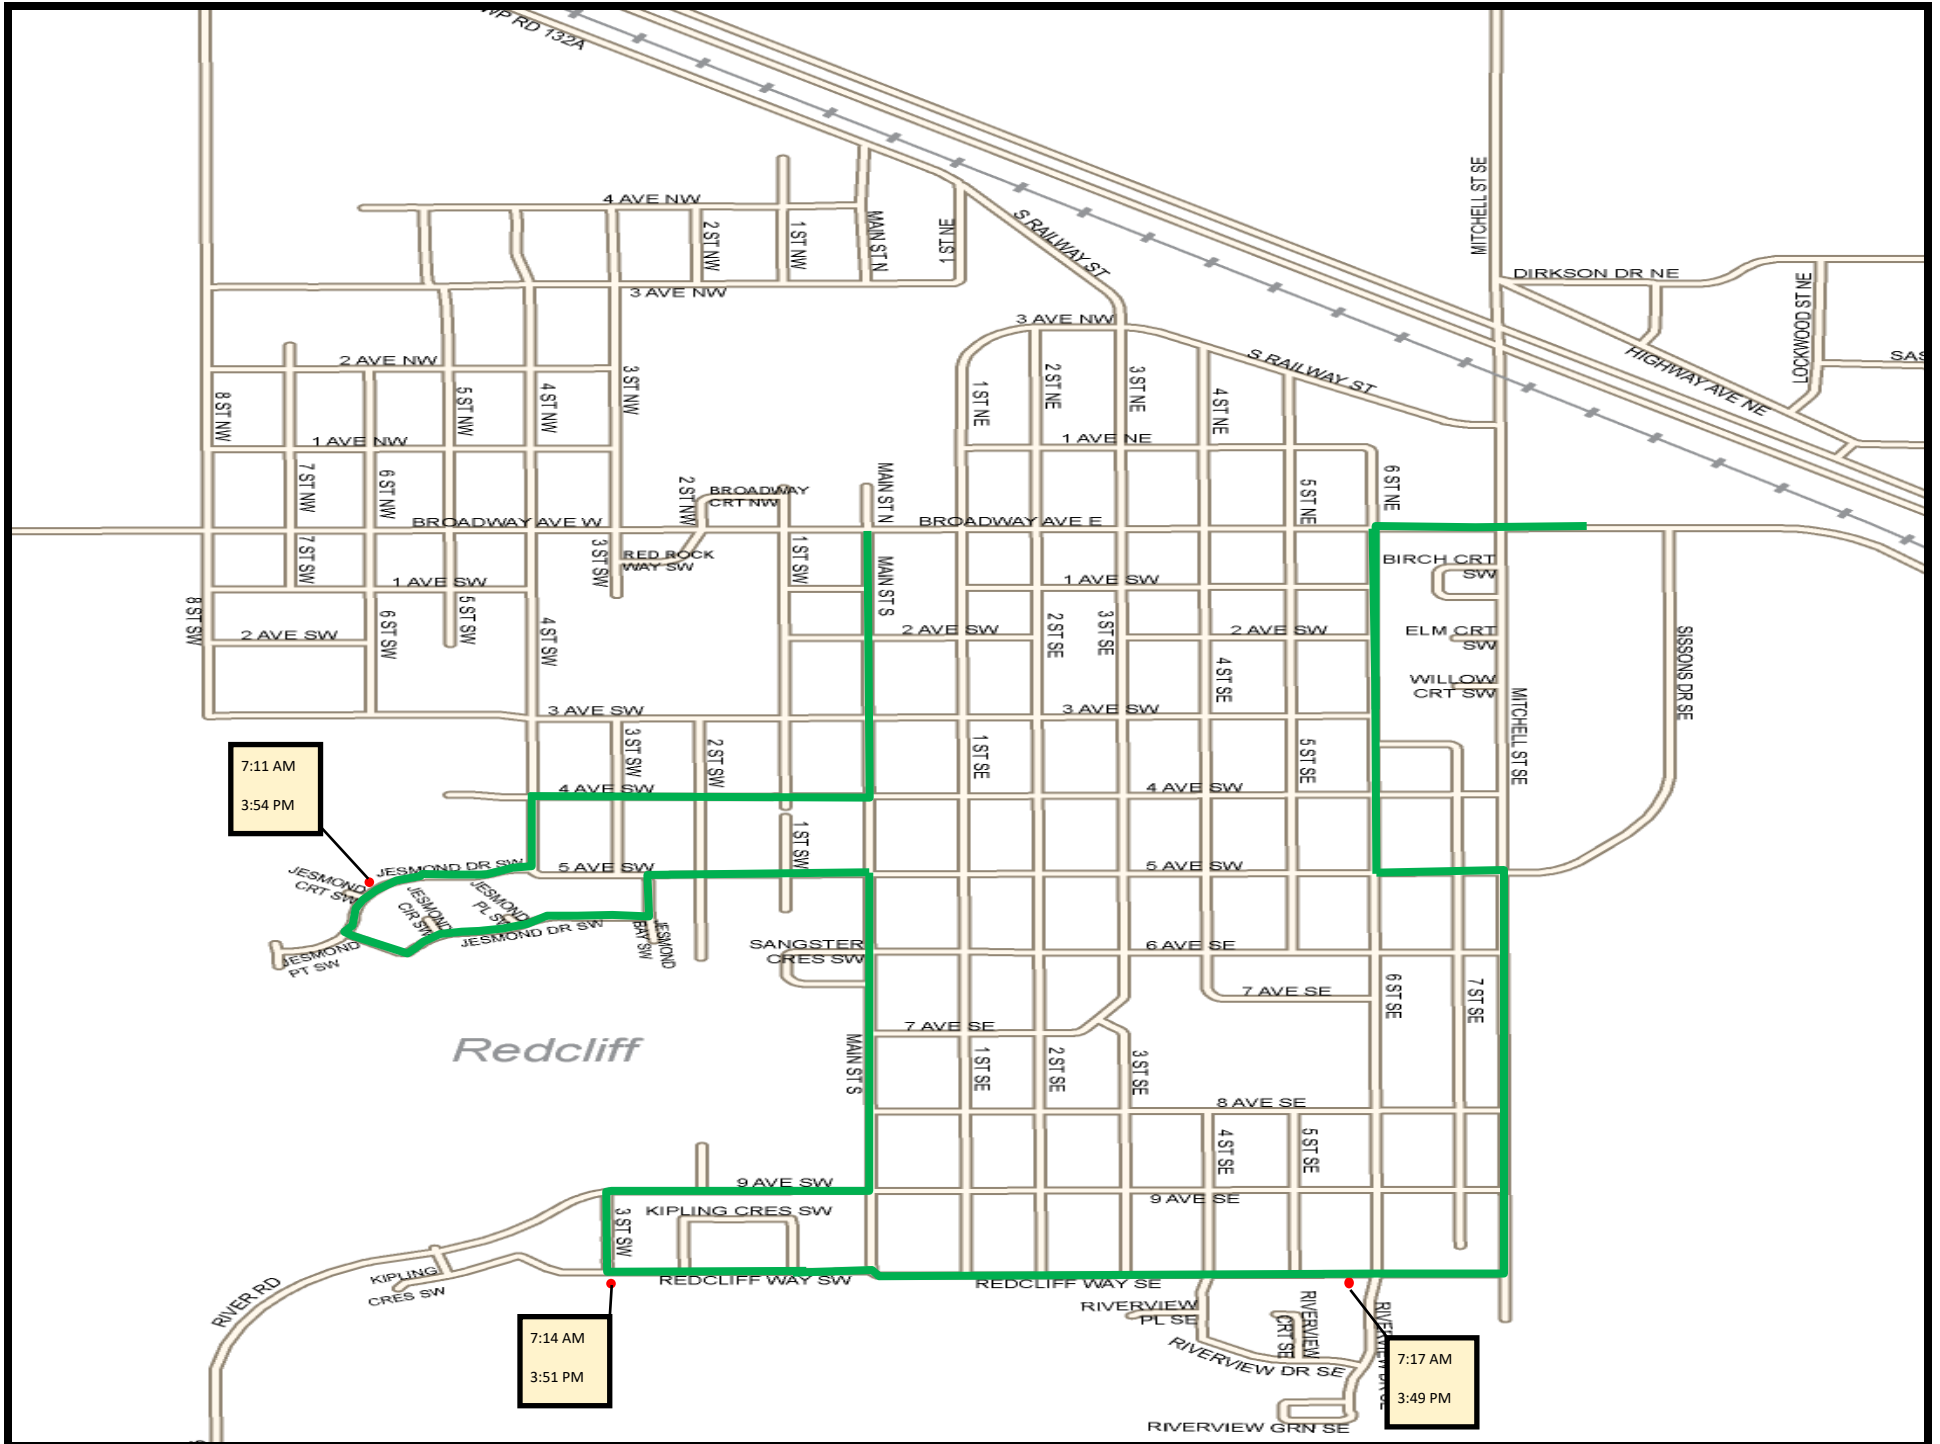 WP RD 132A
MITCHELL ST SE
4 AVE NW
2 ST NW
1 ST NW
MAIN ST N
1 ST NE
S RAILWAY ST
DIRKSON DR NE
LOCKWOOD ST NE
3 AVE NW
3 AVE NW
HIGHWAY AVE NE
SAS
2 AVE NW
S RAILWAY ST
8 ST NW
5 ST NW
4 ST NW
3 ST NW
1 ST NE
2 ST NE
3 ST NE
4 ST NE
1 AVE NW
1 AVE NE
7 ST NW
6 ST NW
2 ST NW
BROADWAY
CRT NW
MAIN ST N
5 ST NE
6 ST NE
BROADWAY AVE W
BROADWAY AVE E
7 ST SW
3 ST SW
RED ROCK
WAY SW
1 ST SW
MAIN ST S
BIRCH CRT
SW
1 AVE SW
1 AVE SW
8 ST SW
6 ST SW
5 ST SW
4 ST SW
2 AVE SW
2 AVE SW
2 ST SE
3 ST SE
2 AVE SW
ELM CRT
SW
SISSONS DR SE
4 ST SE
WILLOW
CRT SW
MITCHELL ST SE
3 AVE SW
3 AVE SW
3 ST SW
2 ST SW
1 ST SE
5 ST SE
7:11 AM
3:54 PM
4 AVE SW
4 AVE SW
1 ST SW
JESMOND DR SW
5 AVE SW
5 AVE SW
JESMOND
CRT SW
JESMOND
CIR SW
JESMOND
PL SW
JESMOND DR SW
JESMOND
BAY SW
JESMOND
PT SW
SANGSTER
CRES SW
6 AVE SE
7 AVE SE
6 ST SE
7 ST SE
7 AVE SE
Redcliff
MAIN ST S
1 ST SE
2 ST SE
3 ST SE
8 AVE SE
4 ST SE
5 ST SE
9 AVE SW
9 AVE SE
3 ST SW
KIPLING CRES SW
RIVER RD
KIPLING
CRES SW
REDCLIFF WAY SW
REDCLIFF WAY SE
RIVERVIEW
PL SE
RIVERVIEW
CRT SE
RIVERVIEW DR SE
7:14 AM
3:51 PM
RIVERVIEW DR SE
7:17 AM
3:49 PM
RIVERVIEW GRN SE